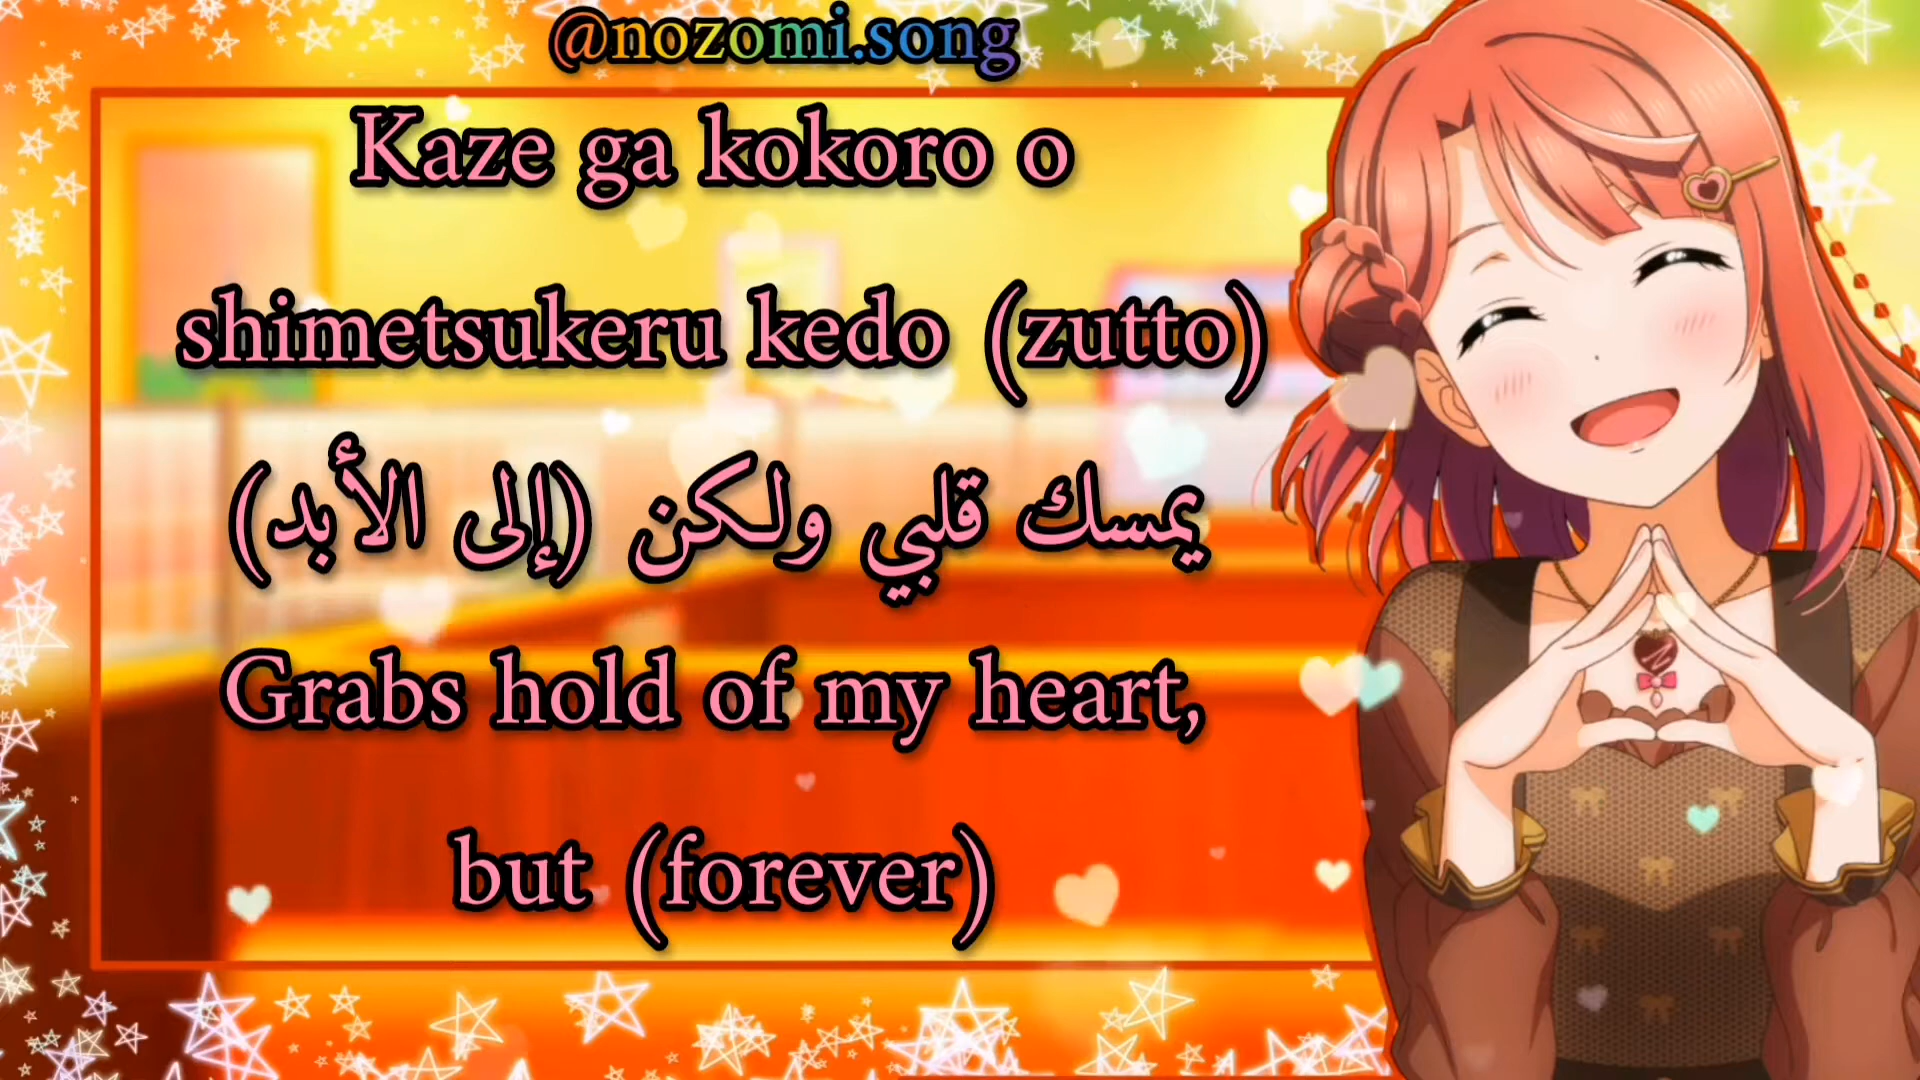 @nozomi.song
Kaze ga kokoro o
shimetsukeru kedo (zutto)
يمسك قلبي ولكن (إلى الأبد)
Grabs hold of my heart,
but (forever)